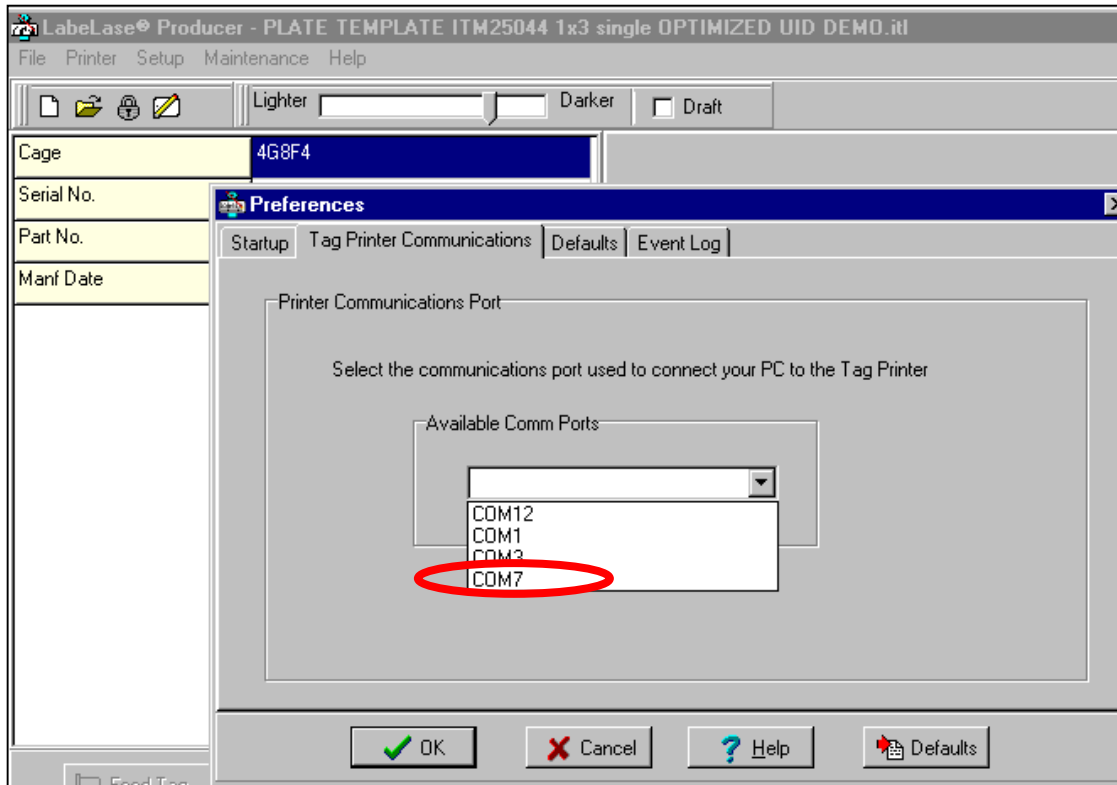 LabeLase® Producer - PLATE TEMPLATE ITM25044 1x3 single OPTIMIZED UID DEMO.itl
File Printer Setup Maintenance Help
Lighter Darker Draft
Cage 4G8F4
Serial No.
Preferences
Part No.
Startup Tag Printer Communications Defaults Event Log
Manf Date
Printer Communications Port
Select the communications port used to connect your PC to the Tag Printer
Available Comm Ports
COM12
COM1
COM3
COM7
OK Cancel Help Defaults
Feed Tag